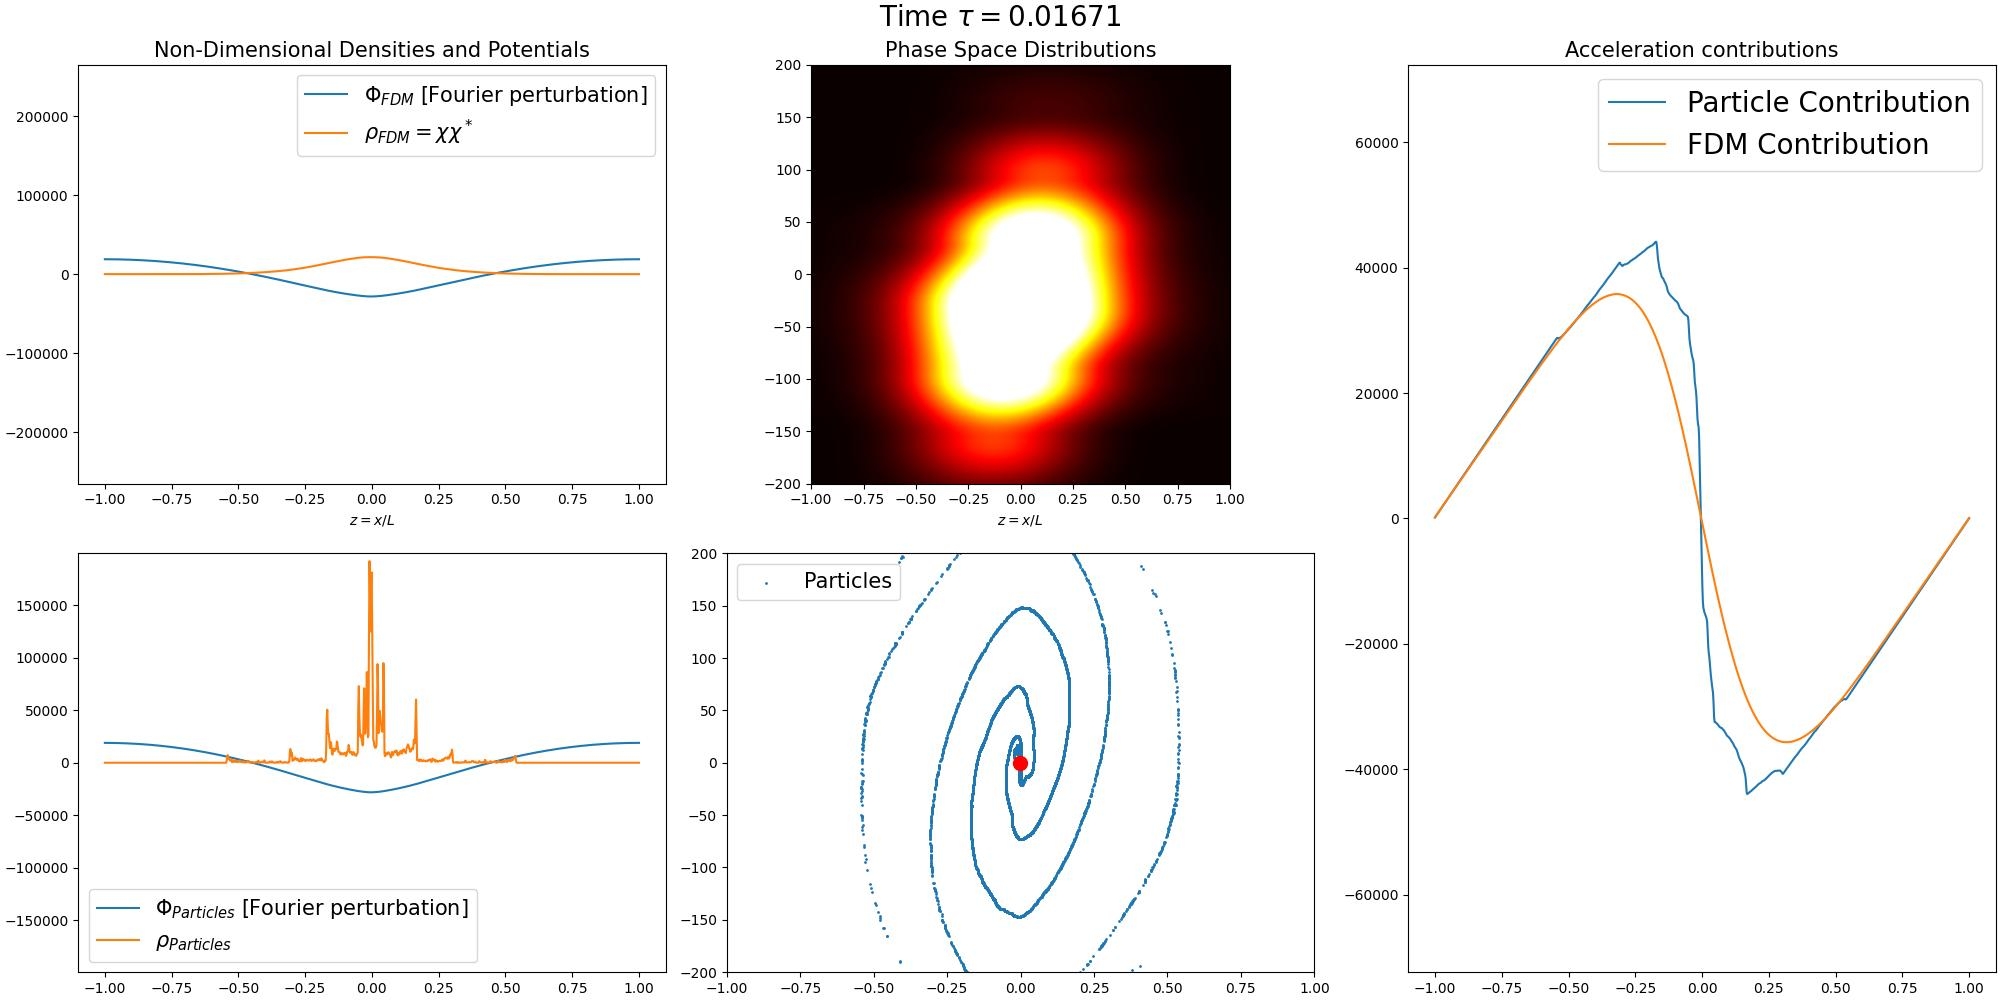 Time τ = 0.01671
Non-Dimensional Densities and Potentials
Φ_FDM [Fourier perturbation]
ρ_FDM = χχ*
200000
100000
0
−100000
−200000
−1.00 −0.75 −0.50 −0.25 0.00 0.25 0.50 0.75 1.00
z = x/L
Phase Space Distributions
200
150
100
50
0
−50
−100
−150
−200
−1.00 −0.75 −0.50 −0.25 0.00 0.25 0.50 0.75 1.00
z = x/L
Acceleration contributions
Particle Contribution
FDM Contribution
60000
40000
20000
0
−20000
−40000
−60000
−1.00 −0.75 −0.50 −0.25 0.00 0.25 0.50 0.75 1.00
150000
100000
50000
0
−50000
−100000
−150000
Φ_Particles [Fourier perturbation]
ρ_Particles
−1.00 −0.75 −0.50 −0.25 0.00 0.25 0.50 0.75 1.00
Particles
200
150
100
50
0
−50
−100
−150
−200
−1.00 −0.75 −0.50 −0.25 0.00 0.25 0.50 0.75 1.00